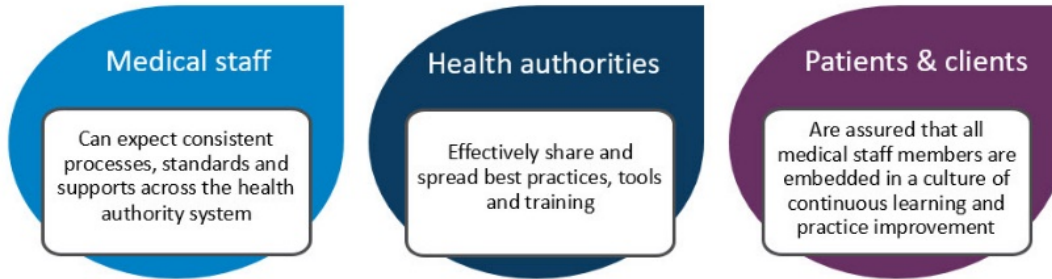 Medical staff
Can expect consistent
processes, standards and
supports across the health
authority system
Health authorities
Effectively share and
spread best practices, tools
and training
Patients & clients
Are assured that all
medical staff members are
embedded in a culture of
continuous learning and
practice improvement